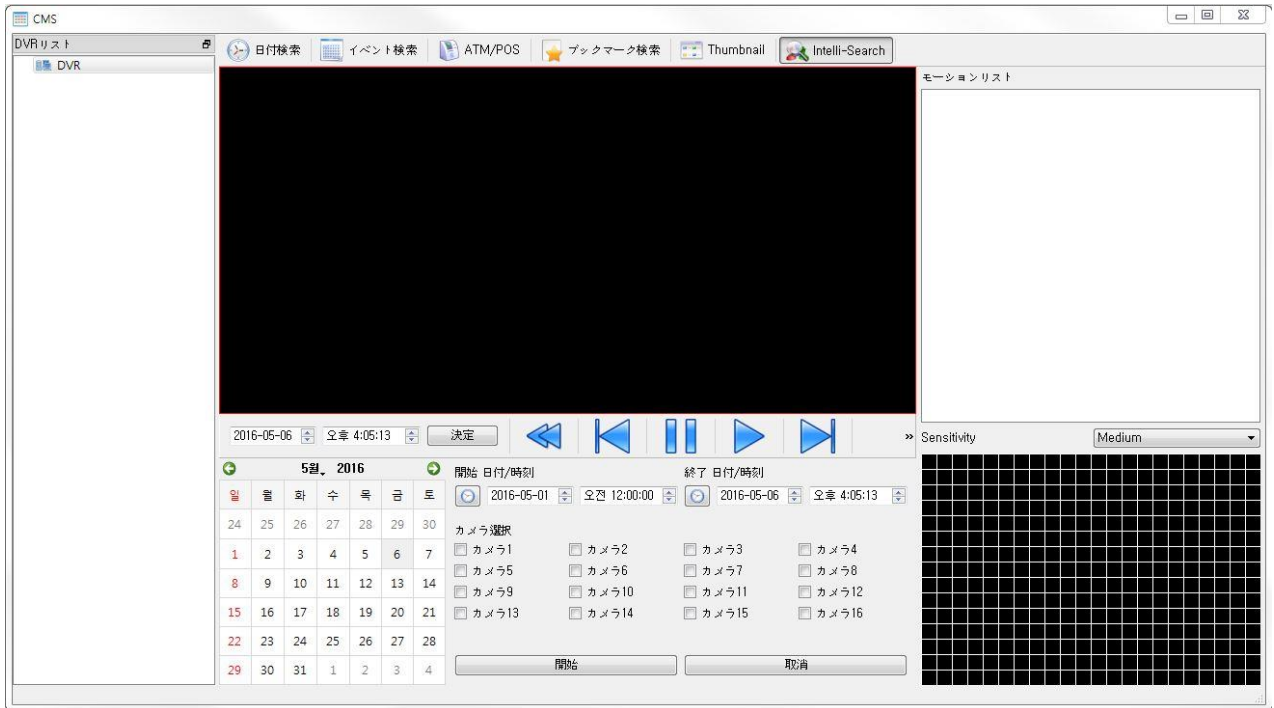 CMS
DVRリスト
DVR
日付検索 イベント検索 ATM/POS ブックマーク検索 Thumbnail Intelli-Search
モーションリスト
2016-05-06 오후 4:05:13 決定
»
Sensitivity Medium
5월, 2016
일 월 화 수 목 금 토
24 25 26 27 28 29 30
1 2 3 4 5 6 7
8 9 10 11 12 13 14
15 16 17 18 19 20 21
22 23 24 25 26 27 28
29 30 31 1 2 3 4
開始 日付/時刻 終了 日付/時刻
2016-05-01 오전 12:00:00 2016-05-06 오후 4:05:13
カメラ選択
カメラ1 カメラ2 カメラ3 カメラ4
カメラ5 カメラ6 カメラ7 カメラ8
カメラ9 カメラ10 カメラ11 カメラ12
カメラ13 カメラ14 カメラ15 カメラ16
開始 取消